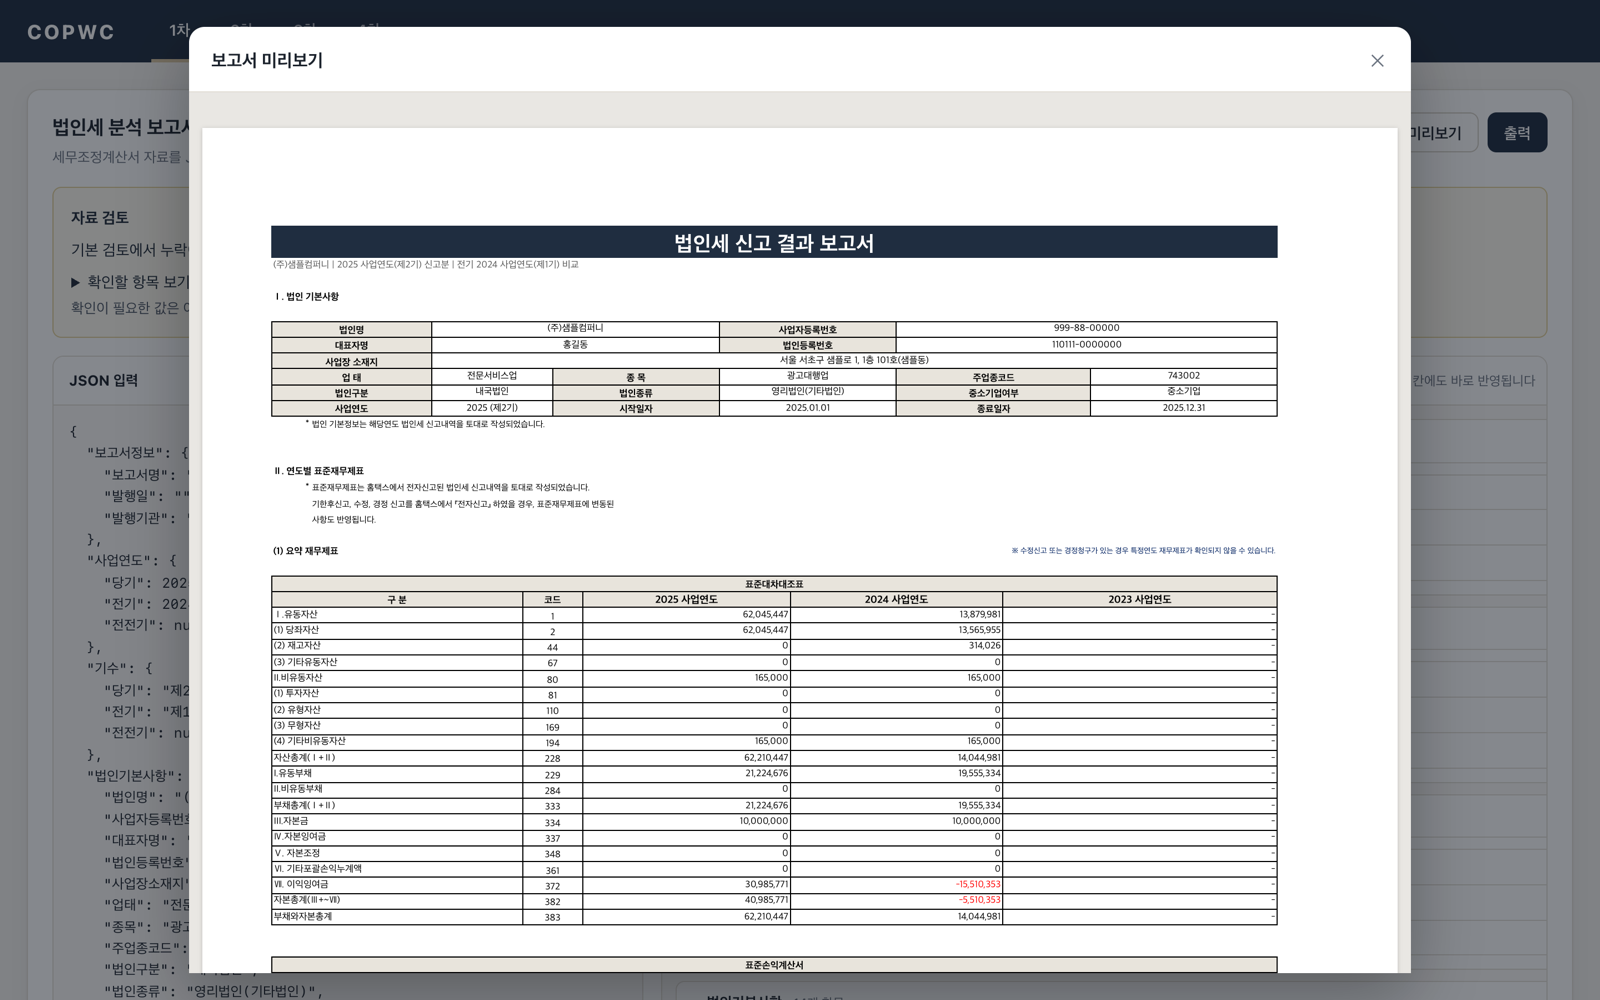 COPWC
1차
보고서 미리보기
법인세 분석 보고서
세무조정계산서 자료를
미리보기
출력
자료 검토
기본 검토에서
▶ 확인할 항목 보기
확인이 필요한 값은
JSON 입력
칸에도 바로 반영됩니다
{
"보고서정보": {
"보고서명":
"발행일": ""
"발행기관":
},
"사업연도": {
"당기":
"전기":
"전전기":
},
"기수": {
"당기":
"전기":
"전전기":
},
"법인기본사항":
"법인명":
"사업자등록번호
"대표자명":
"법인등록번호"
"사업장소재지"
"업태":
"종목":
"주업종코드":
"법인구분":
"법인종류": "영리법인(기타법인)",
법인세 신고 결과 보고서
(주)샘플컴퍼니 | 2025 사업연도(제2기) 신고분 | 전기 2024 사업연도(제1기) 비교
Ⅰ. 법인 기본사항
법인명 (주)샘플컴퍼니 사업자등록번호 999-88-00000
대표자명 홍길동 법인등록번호 110111-0000000
사업장 소재지 서울 서초구 샘플로 1, 1층 101호(샘플동)
업 태 전문서비스업 종 목 광고대행업 주업종코드 743002
법인구분 내국법인 법인종류 영리법인(기타법인) 중소기업여부 중소기업
사업연도 2025 (제2기) 시작일자 2025.01.01 종료일자 2025.12.31
* 법인 기본정보는 해당연도 법인세 신고내역을 토대로 작성되었습니다.
Ⅱ. 연도별 표준재무제표
* 표준재무제표는 홈택스에서 전자신고된 법인세 신고내역을 토대로 작성되었습니다.
기한후신고, 수정, 경정 신고를 홈택스에서 「전자신고」 하였을 경우, 표준재무제표에 변동된
사항도 반영됩니다.
(1) 요약 재무제표
※ 수정신고 또는 경정청구가 있는 경우 특정연도 재무제표가 확인되지 않을 수 있습니다.
표준대차대조표
구 분 코드 2025 사업연도 2024 사업연도 2023 사업연도
Ⅰ.유동자산 1 62,045,447 13,879,981 -
(1) 당좌자산 2 62,045,447 13,565,955 -
(2) 재고자산 44 0 314,026 -
(3) 기타유동자산 67 0 0 -
Ⅱ.비유동자산 80 165,000 165,000 -
(1) 투자자산 81 0 0 -
(2) 유형자산 110 0 0 -
(3) 무형자산 169 0 0 -
(4) 기타비유동자산 194 165,000 165,000 -
자산총계(Ⅰ+Ⅱ) 228 62,210,447 14,044,981 -
Ⅰ.유동부채 229 21,224,676 19,555,334 -
Ⅱ.비유동부채 284 0 0 -
부채총계(Ⅰ+Ⅱ) 333 21,224,676 19,555,334 -
Ⅲ.자본금 334 10,000,000 10,000,000 -
Ⅳ.자본잉여금 337 0 0 -
Ⅴ. 자본조정 348 0 0 -
Ⅵ. 기타포괄손익누계액 361 0 0 -
Ⅶ. 이익잉여금 372 30,985,771 -15,510,353 -
자본총계(Ⅲ+~Ⅶ) 382 40,985,771 -5,510,353 -
부채와자본총계 383 62,210,447 14,044,981 -
표준손익계산서